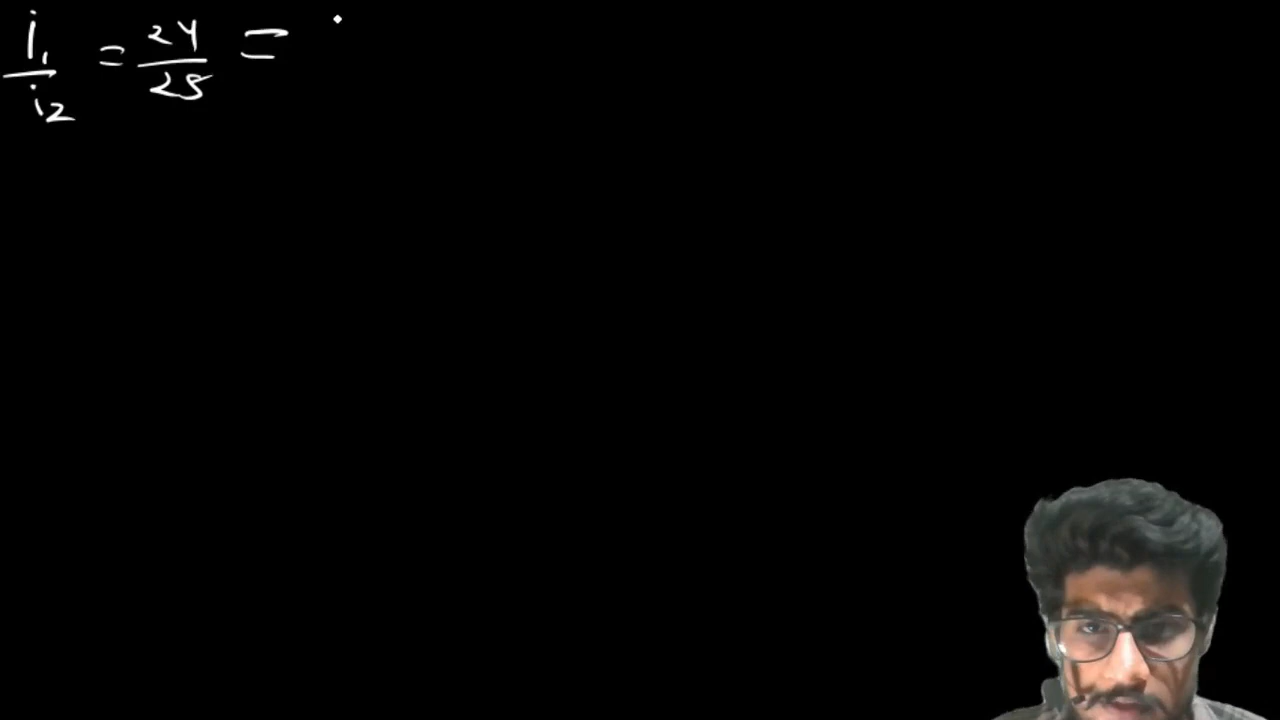 i₁/i₂ = 24/25 =